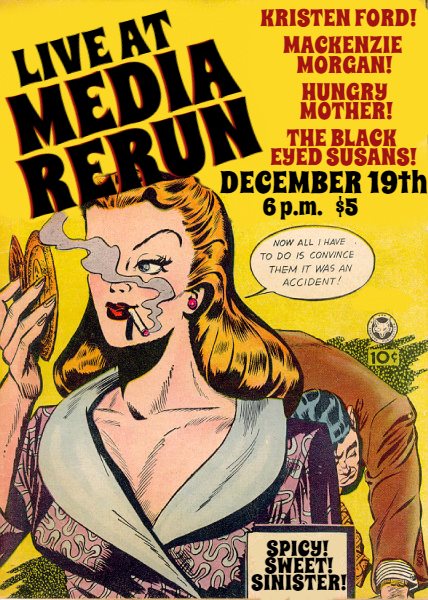 LIVE AT
MEDIA
RERUN
KRISTEN FORD!
MACKENZIE
MORGAN!
HUNGRY
MOTHER!
THE BLACK
EYED SUSANS!
DECEMBER 19th
6 p.m. $5
NOW ALL I HAVE
TO DO IS CONVINCE
THEM IT WAS AN
ACCIDENT!
10¢
SPICY!
SWEET!
SINISTER!